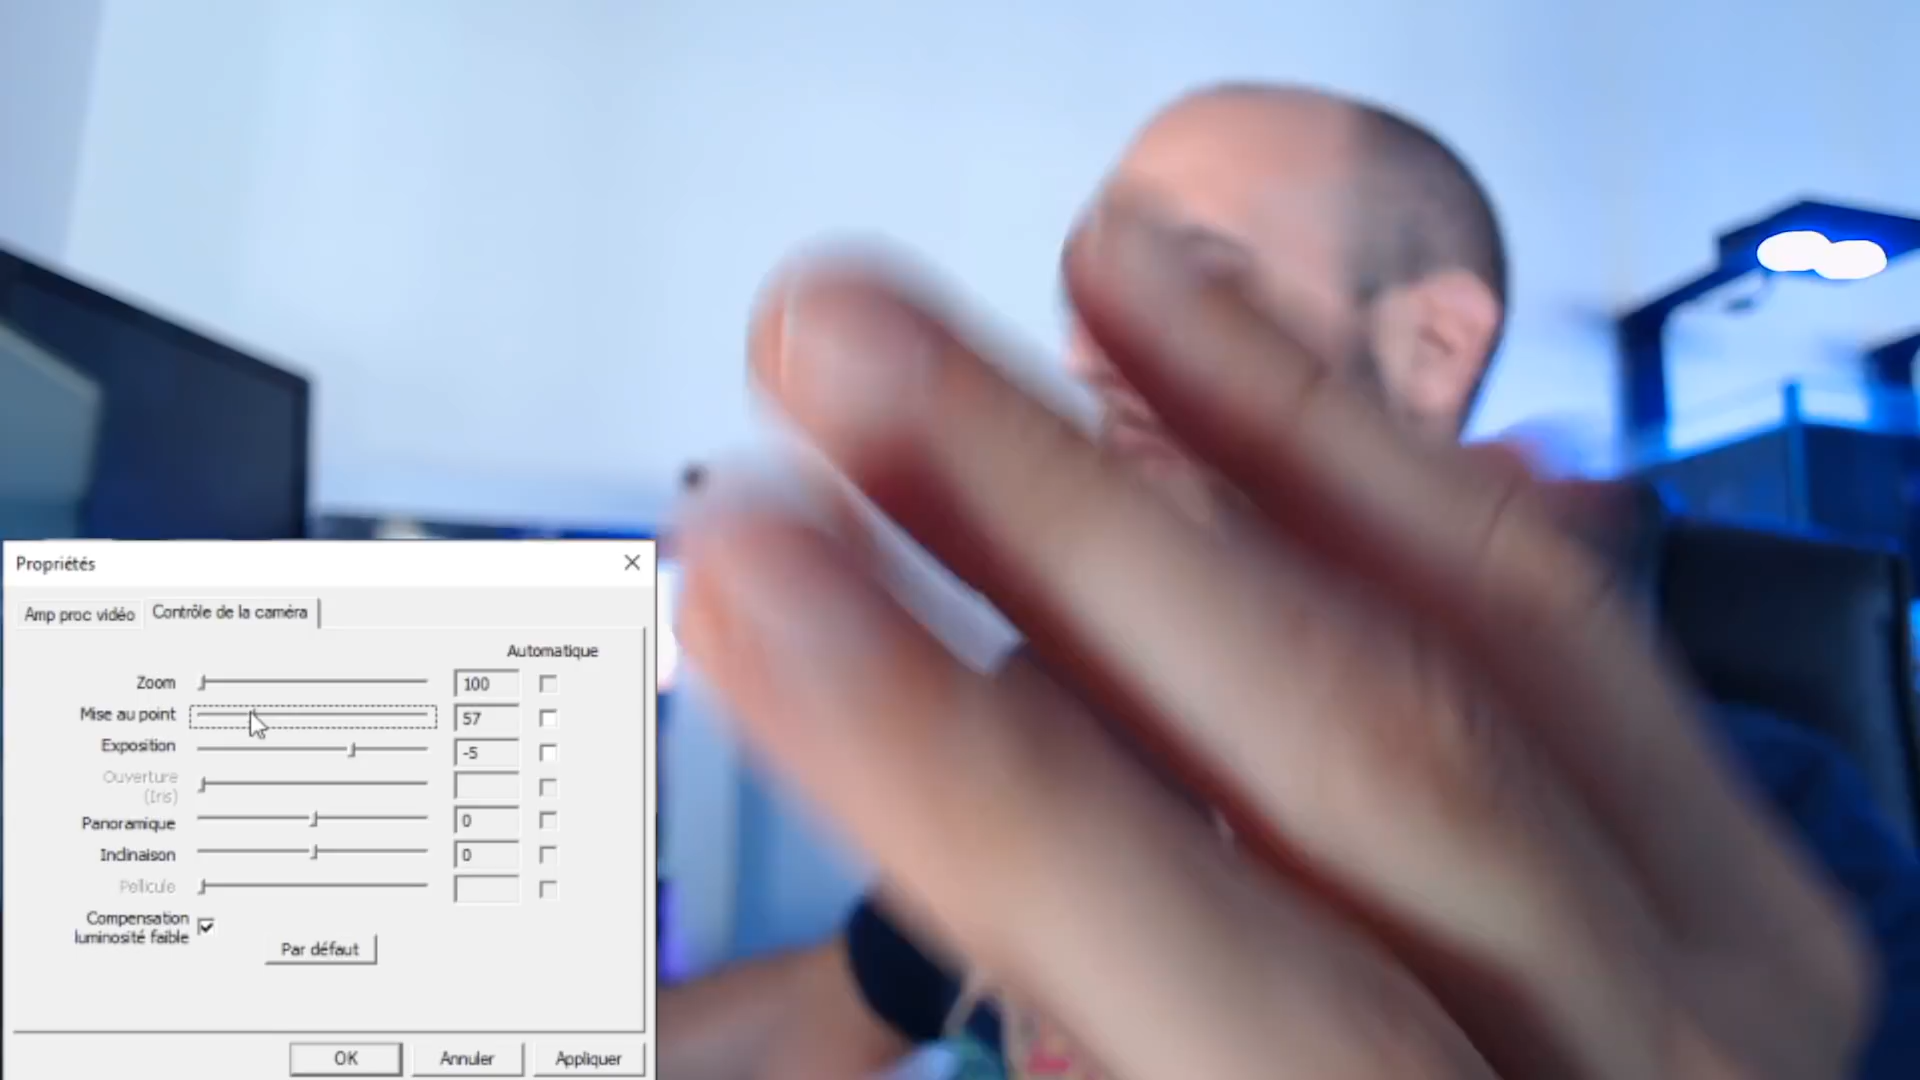 Propriétés
Amp proc vidéo
Contrôle de la caméra
Automatique
Zoom 100
Mise au point 57
Exposition -5
Ouverture
(Iris)
Panoramique 0
Inclinaison 0
Pellicule
Compensation
luminosité faible
Par défaut
OK Annuler Appliquer